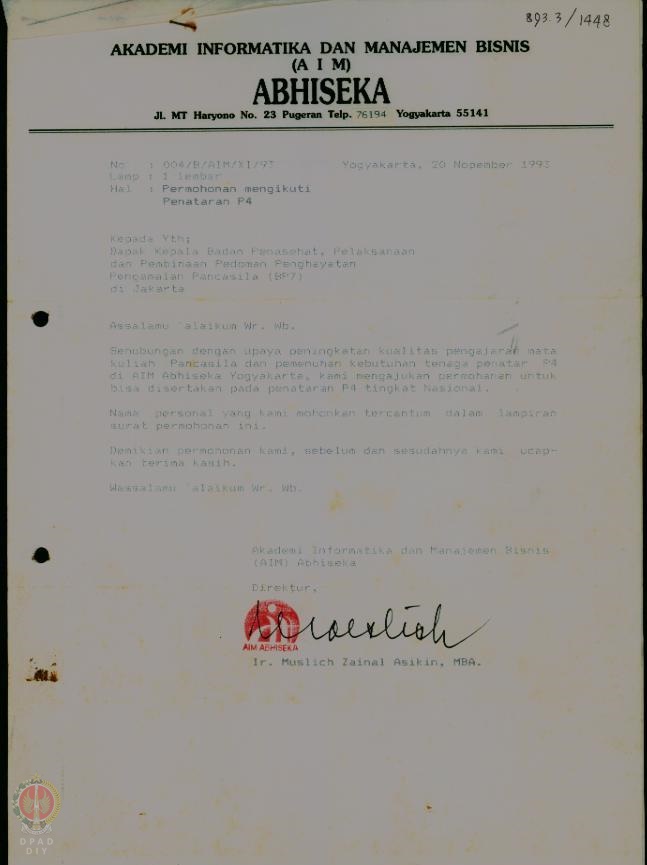 893.3/1448
AKADEMI INFORMATIKA DAN MANAJEMEN BISNIS
(A I M)
ABHISEKA
Jl. MT Haryono No. 23 Pugeran Telp. 76194 Yogyakarta 55141
No : 004/B/AIM/XI/93 Yogyakarta, 20 Nopember 1993
Lamp : 1 lembar
Hal : Permohonan mengikuti
Penataran P4
Kepada Yth;
Bapak Kepala Badan Penasehat, Pelaksanaan
dan Pembinaan Pedoman Penghayatan
Pengamalan Pancasila (BP7)
di Jakarta
Assalamu `alaikum Wr. Wb.
Sehubungan dengan upaya peningkatan kualitas pengajaran mata
kuliah Pancasila dan pemenuhan kebutuhan tenaga penatar P4
di AIM Abhiseka Yogyakarta, kami mengajukan permohonan untuk
bisa disertakan pada penataran P4 tingkat Nasional.
Nama personal yang kami mohonkan tercantum dalam lampiran
surat permohonan ini.
Demikian permohonan kami, sebelum dan sesudahnya kami ucap-
kan terima kasih.
Wassalamu `alaikum Wr. Wb.
Akademi Informatika dan Manajemen Bisnis
(AIM) Abhiseka
Direktur,
AIM ABHISEKA
Ir. Muslich Zainal Asikin, MBA.
DPAD
DIY